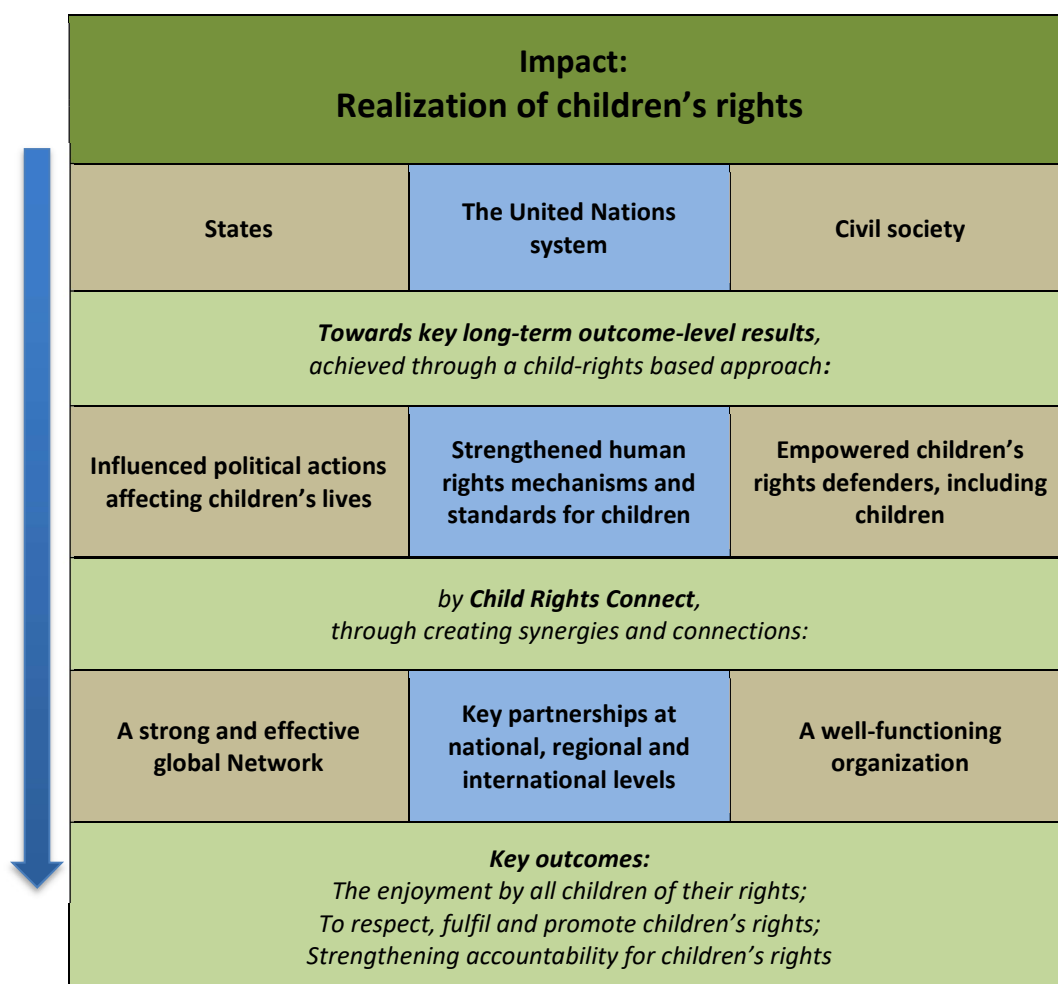 Impact:
Realization of children’s rights
States
The United Nations
system
Civil society
Towards key long-term outcome-level results,
achieved through a child-rights based approach:
Influenced political actions
affecting children’s lives
Strengthened human
rights mechanisms and
standards for children
Empowered children’s
rights defenders, including
children
by Child Rights Connect,
through creating synergies and connections:
A strong and effective
global Network
Key partnerships at
national, regional and
international levels
A well-functioning
organization
Key outcomes:
The enjoyment by all children of their rights;
To respect, fulfil and promote children’s rights;
Strengthening accountability for children’s rights